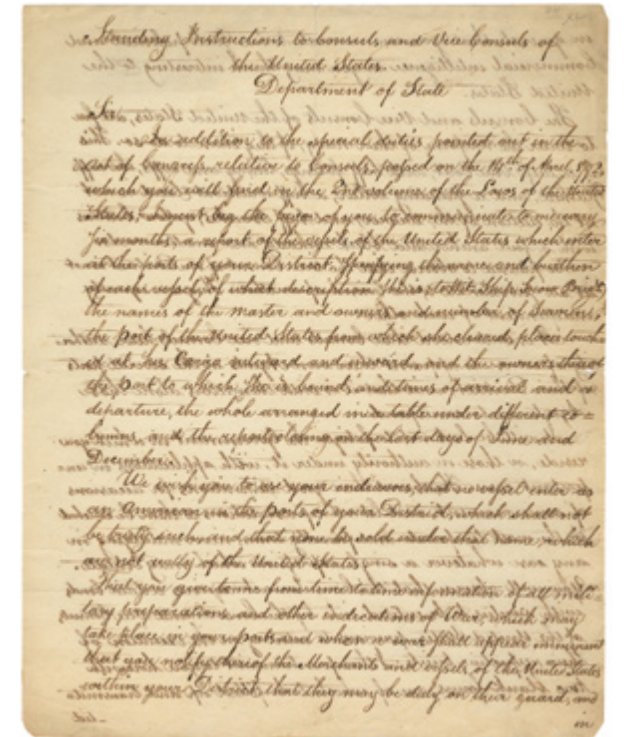 Standing Instructions to Consuls and Vice Consuls of
the United States.
Department of State
Sir,
In addition to the special duties pointed out in the
act of Congress, relative to Consuls, passed on the 14th of April 1792,
which you will find in the 2nd volume of the Laws of the United
States, I must beg the favor of you to communicate to me every
six months, a report of the vessels of the United States which enter
in the ports of your District, specifying the name and burthen
of each vessel, of what description she is, to wit, Ship, Snow, Brig &c
the names of the master and owners, and number of Seamen,
the port of the United States from which she cleared, places touch
ed at, her Cargo outward and inward, and the owners thereof
the port to which she is bound, and times of arrival and
departure, the whole arranged in a table under different co=
lumns, and the reports closing on the last days of June and
December.
We wish you to use your endeavors, that no vessel enter as
an American in the ports of your District, which shall not
be truly such, and that none be sold under that name, which
are not really of the United States.
That you give to me from time to time information of all mili=
tary preparations, and other indications of War, which may
take place in your ports and when a war shall appear imminent
that you notify thereof the Merchants and vessels of the United States
within your District, that they may be duly on their guard, and
in